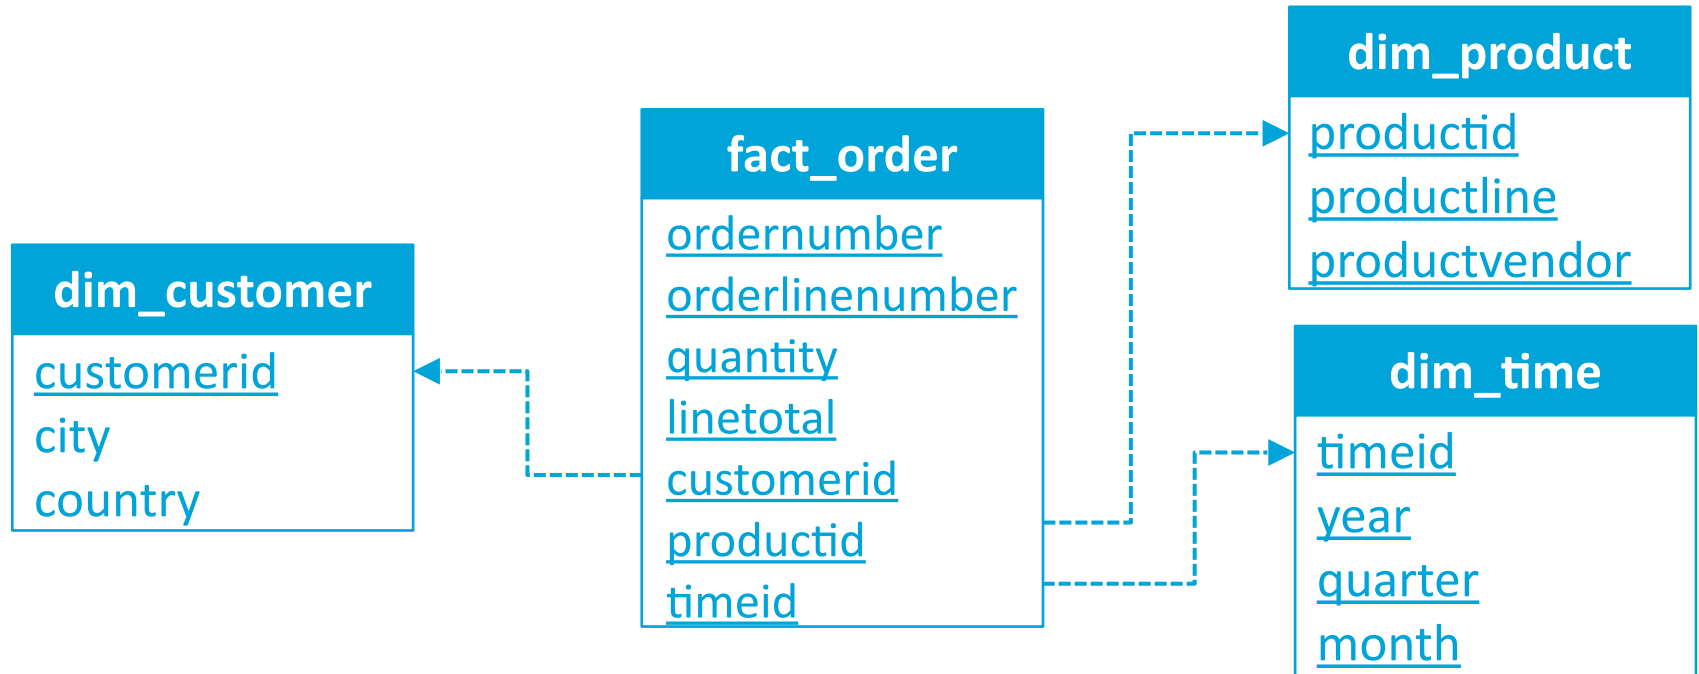 dim_customer
customerid
city
country
fact_order
ordernumber
orderlinenumber
quantity
linetotal
customerid
productid
timeid
dim_product
productid
productline
productvendor
dim_time
timeid
year
quarter
month